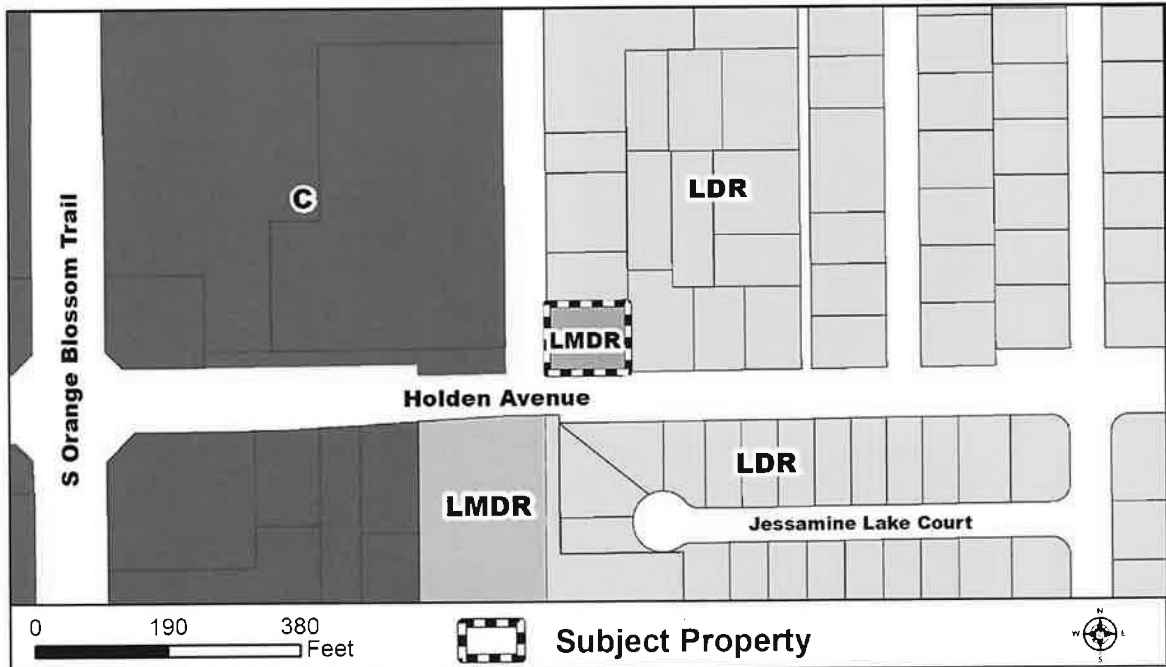 S Orange Blossom Trail
C
LDR
LMDR
Holden Avenue
LMDR
LDR
Jessamine Lake Court
0 190 380
Feet
Subject Property
N
W E
S